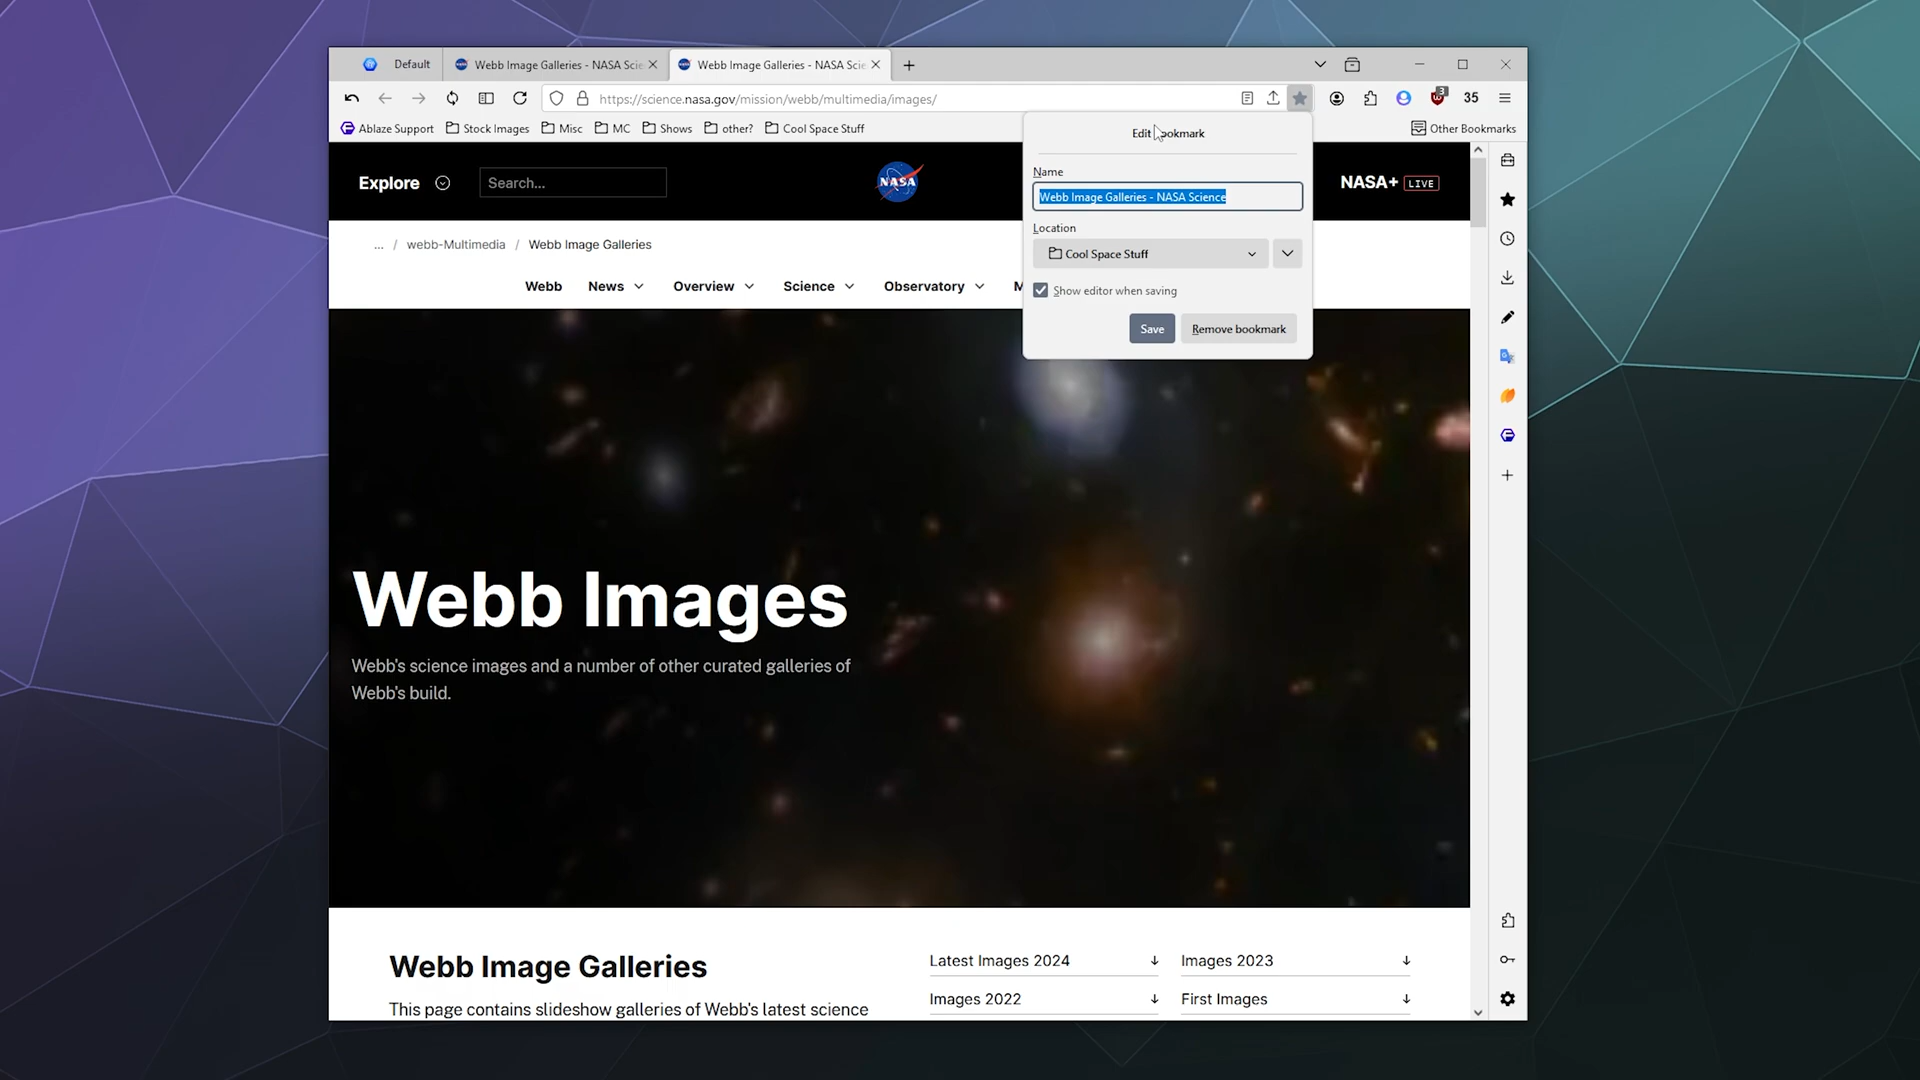 Default
Webb Image Galleries - NASA Scie
Webb Image Galleries - NASA Scie
https://science.nasa.gov/mission/webb/multimedia/images/
3
35
Ablaze Support
Stock Images
Misc
MC
Shows
other?
Cool Space Stuff
Other Bookmarks
Edit bookmark
Name
Webb Image Galleries - NASA Science
Location
Cool Space Stuff
Show editor when saving
Save
Remove bookmark
Explore
Search...
NASA
NASA+ LIVE
... / webb-Multimedia / Webb Image Galleries
Webb
News
Overview
Science
Observatory
M
Webb Images
Webb's science images and a number of other curated galleries of
Webb's build.
Webb Image Galleries
This page contains slideshow galleries of Webb's latest science
Latest Images 2024
Images 2023
Images 2022
First Images